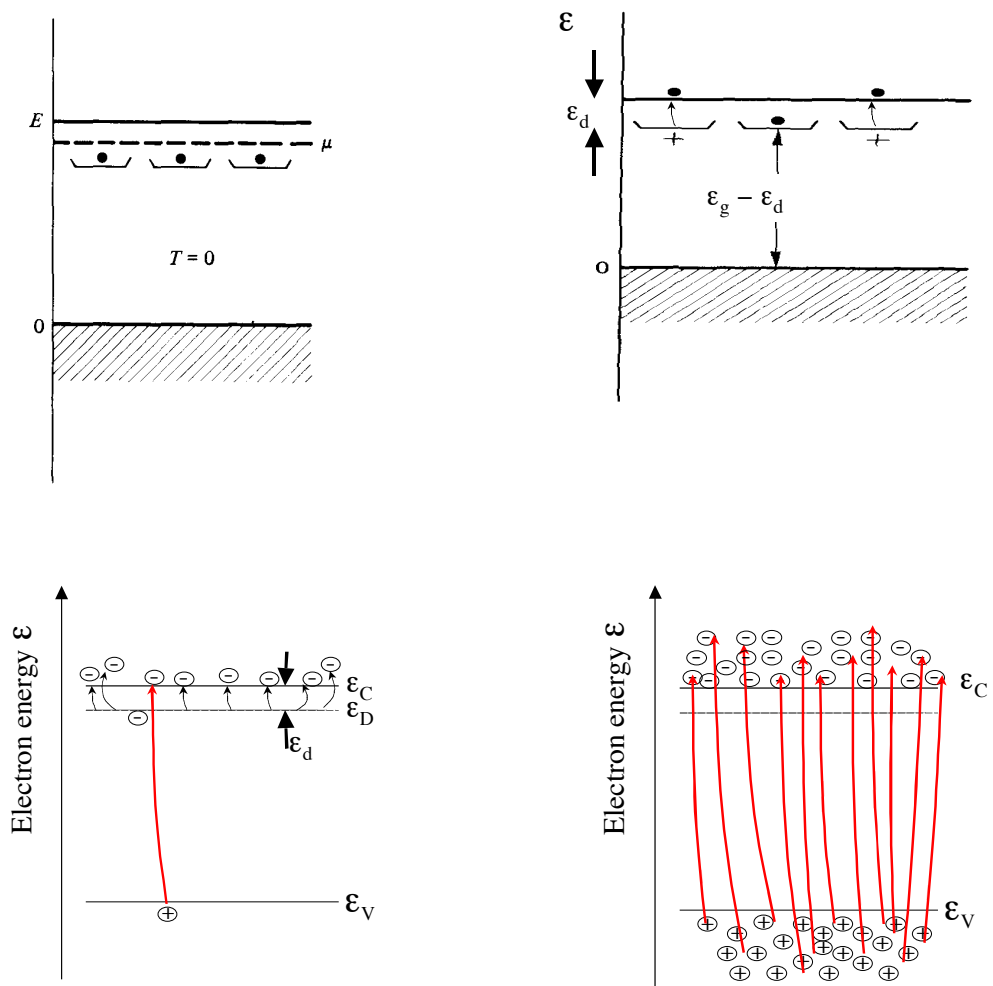 E
μ
T = 0
0
ε
ε_d
ε_g − ε_d
o
Electron energy ε
ε_C
ε_D
ε_d
ε_V
Electron energy ε
ε_C
ε_V